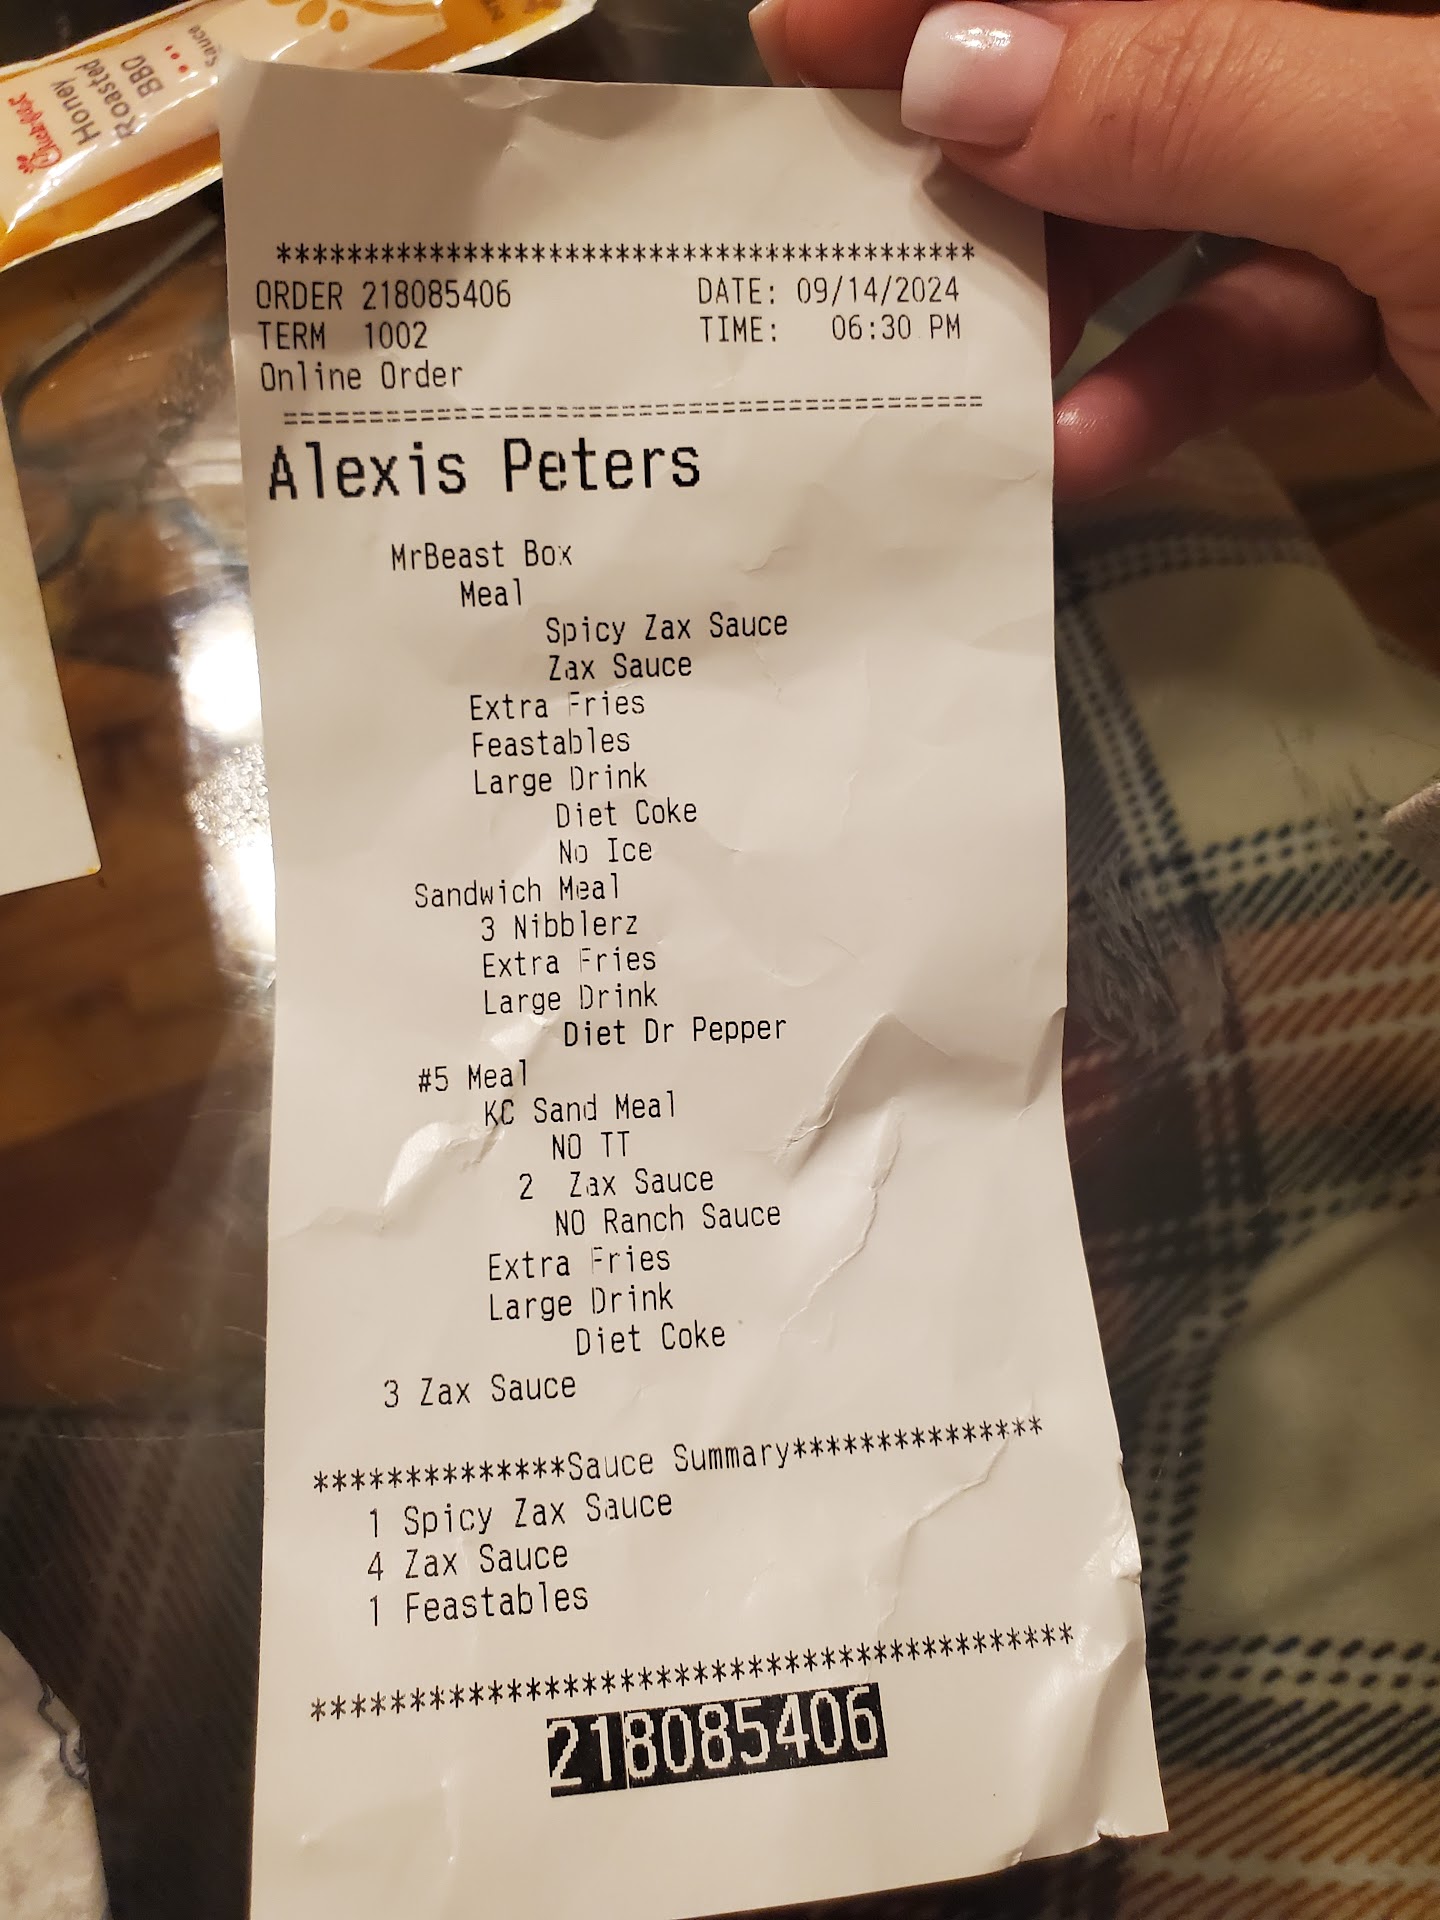 Chick-fil-A
Honey
Roasted
BBQ
Sauce
******************************************
ORDER 218085406 DATE: 09/14/2024
TERM 1002 TIME: 06:30 PM
Online Order
==========================================
Alexis Peters
MrBeast Box
Meal
Spicy Zax Sauce
Zax Sauce
Extra Fries
Feastables
Large Drink
Diet Coke
No Ice
Sandwich Meal
3 Nibblerz
Extra Fries
Large Drink
Diet Dr Pepper
#5 Meal
KC Sand Meal
NO TT
2 Zax Sauce
NO Ranch Sauce
Extra Fries
Large Drink
Diet Coke
3 Zax Sauce
**************Sauce Summary**************
1 Spicy Zax Sauce
4 Zax Sauce
1 Feastables
******************************************
218085406